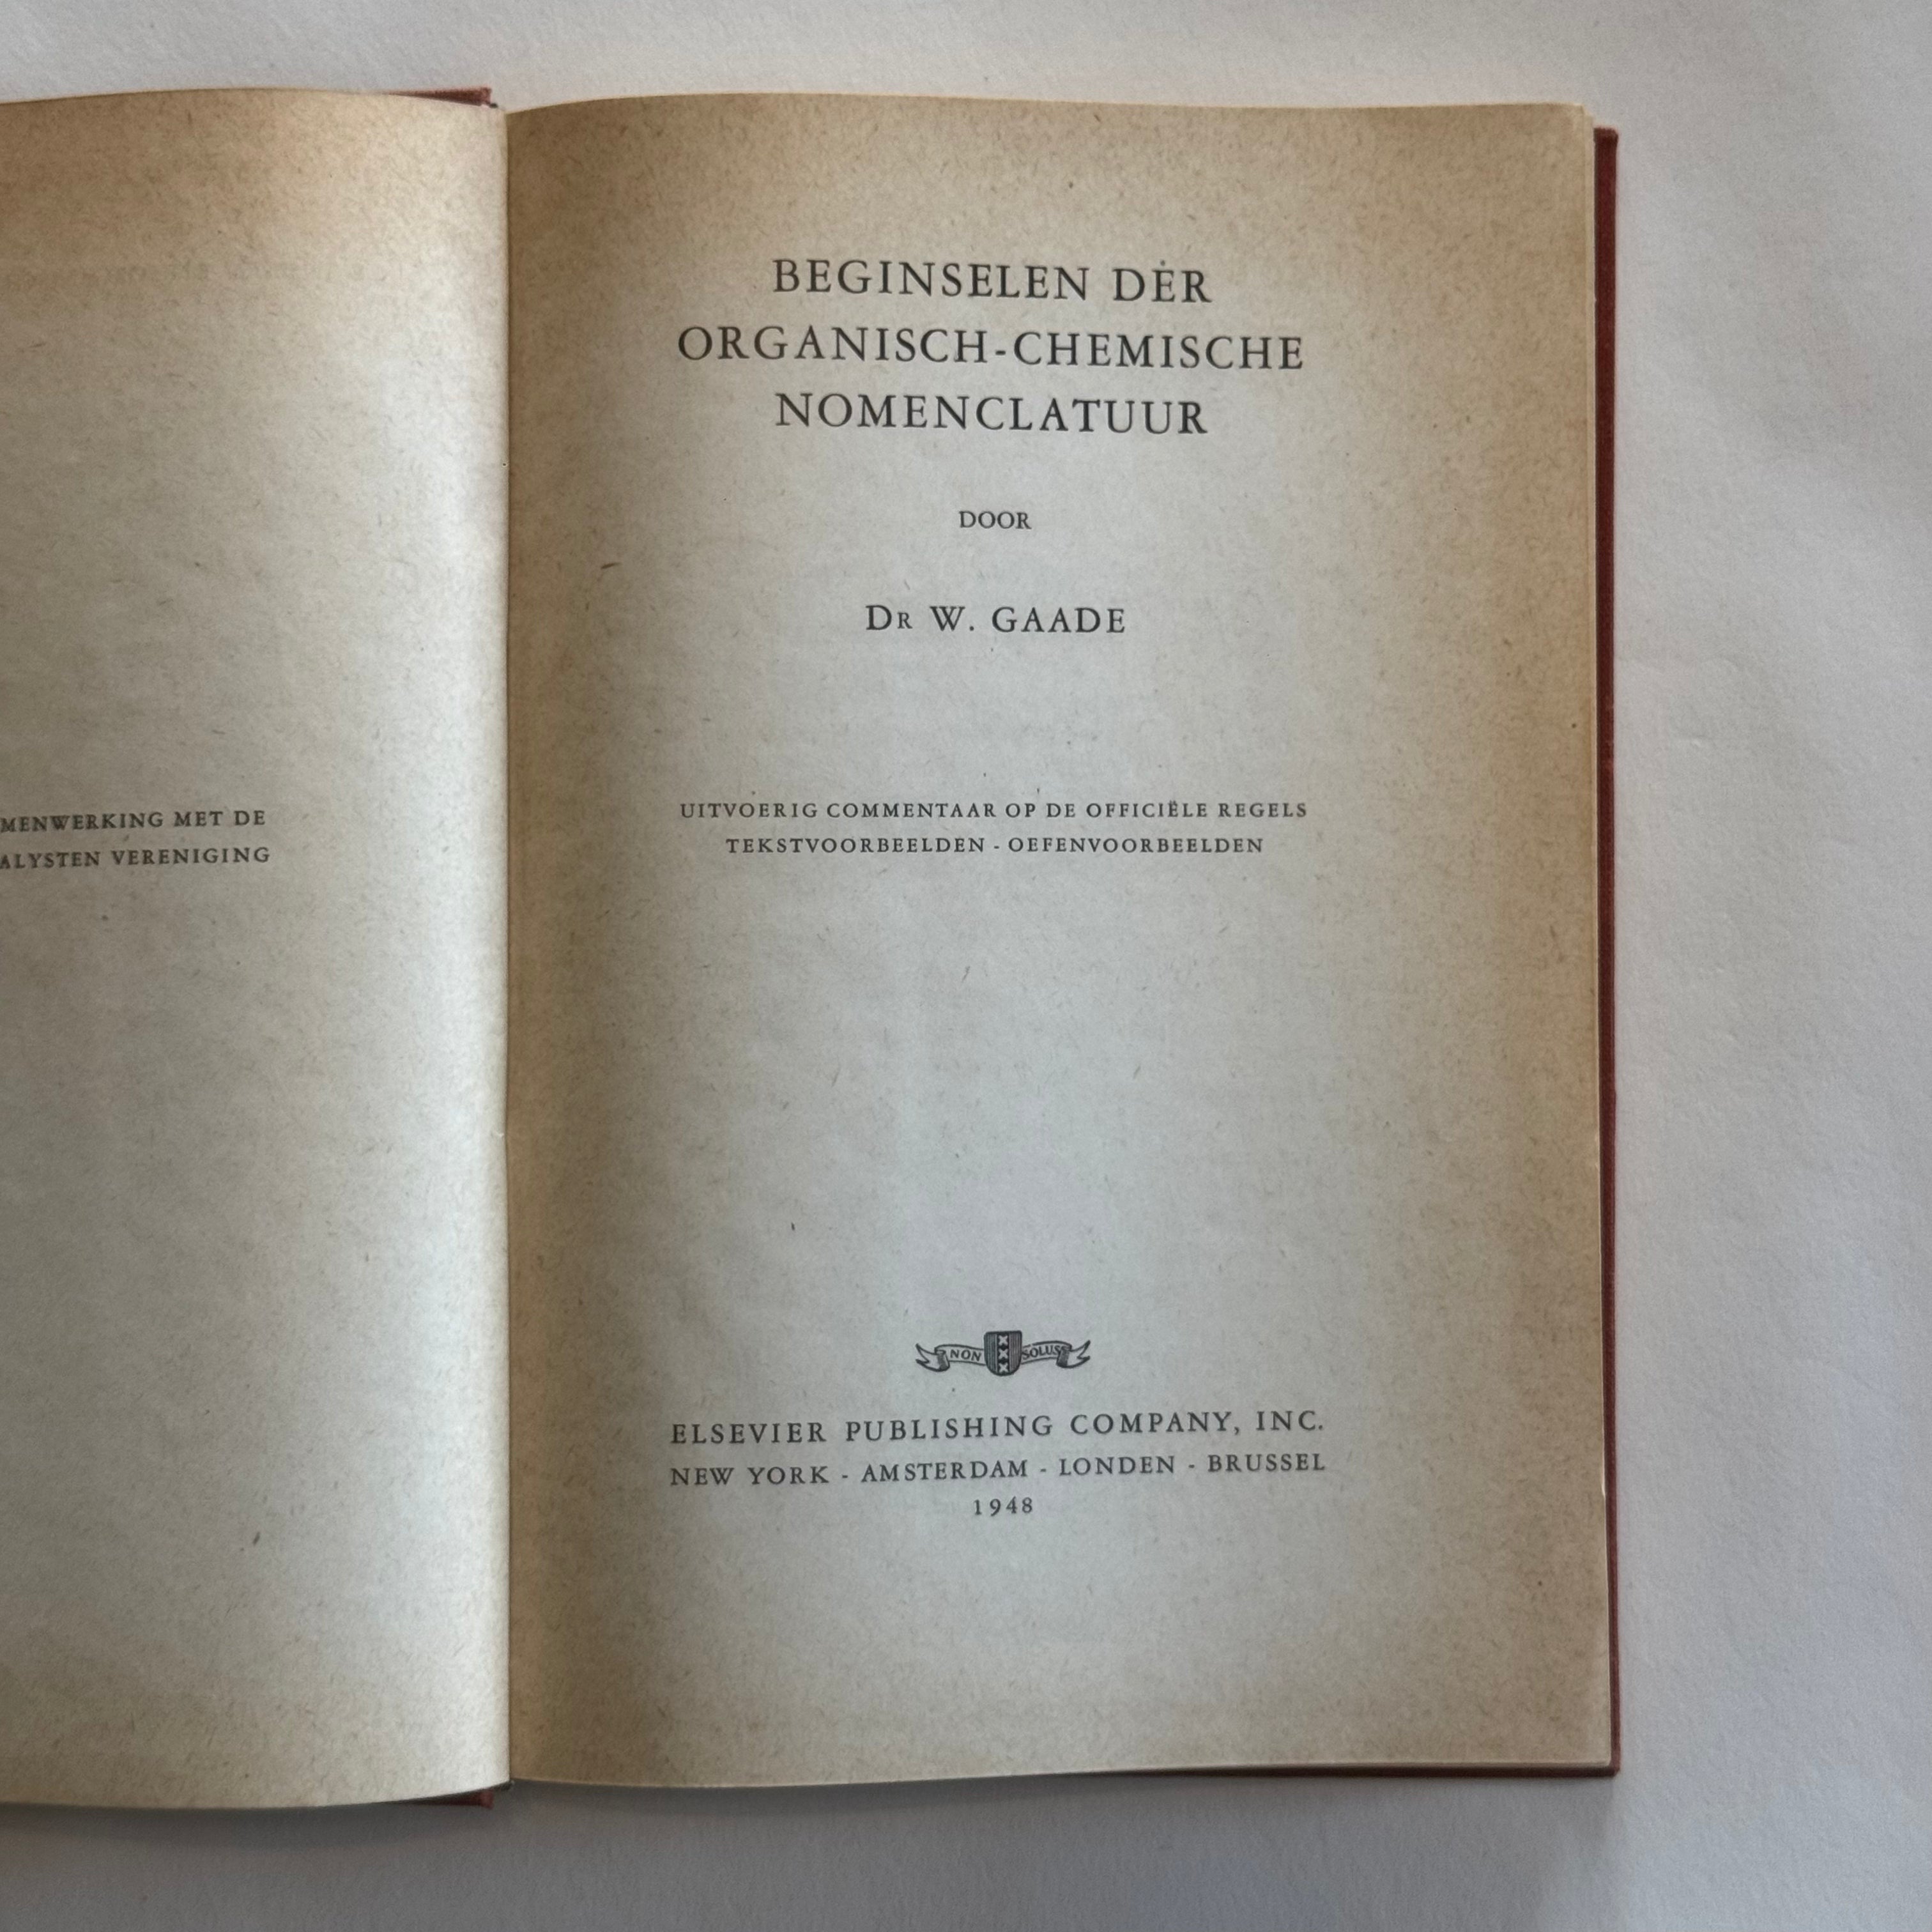 MENWERKING MET DE
ALYSTEN VERENIGING
BEGINSELEN DER
ORGANISCH-CHEMISCHE
NOMENCLATUUR
DOOR
DR W. GAADE
UITVOERIG COMMENTAAR OP DE OFFICIËLE REGELS
TEKSTVOORBEELDEN - OEFENVOORBEELDEN
NON SOLUS
ELSEVIER PUBLISHING COMPANY, INC.
NEW YORK - AMSTERDAM - LONDEN - BRUSSEL
1948